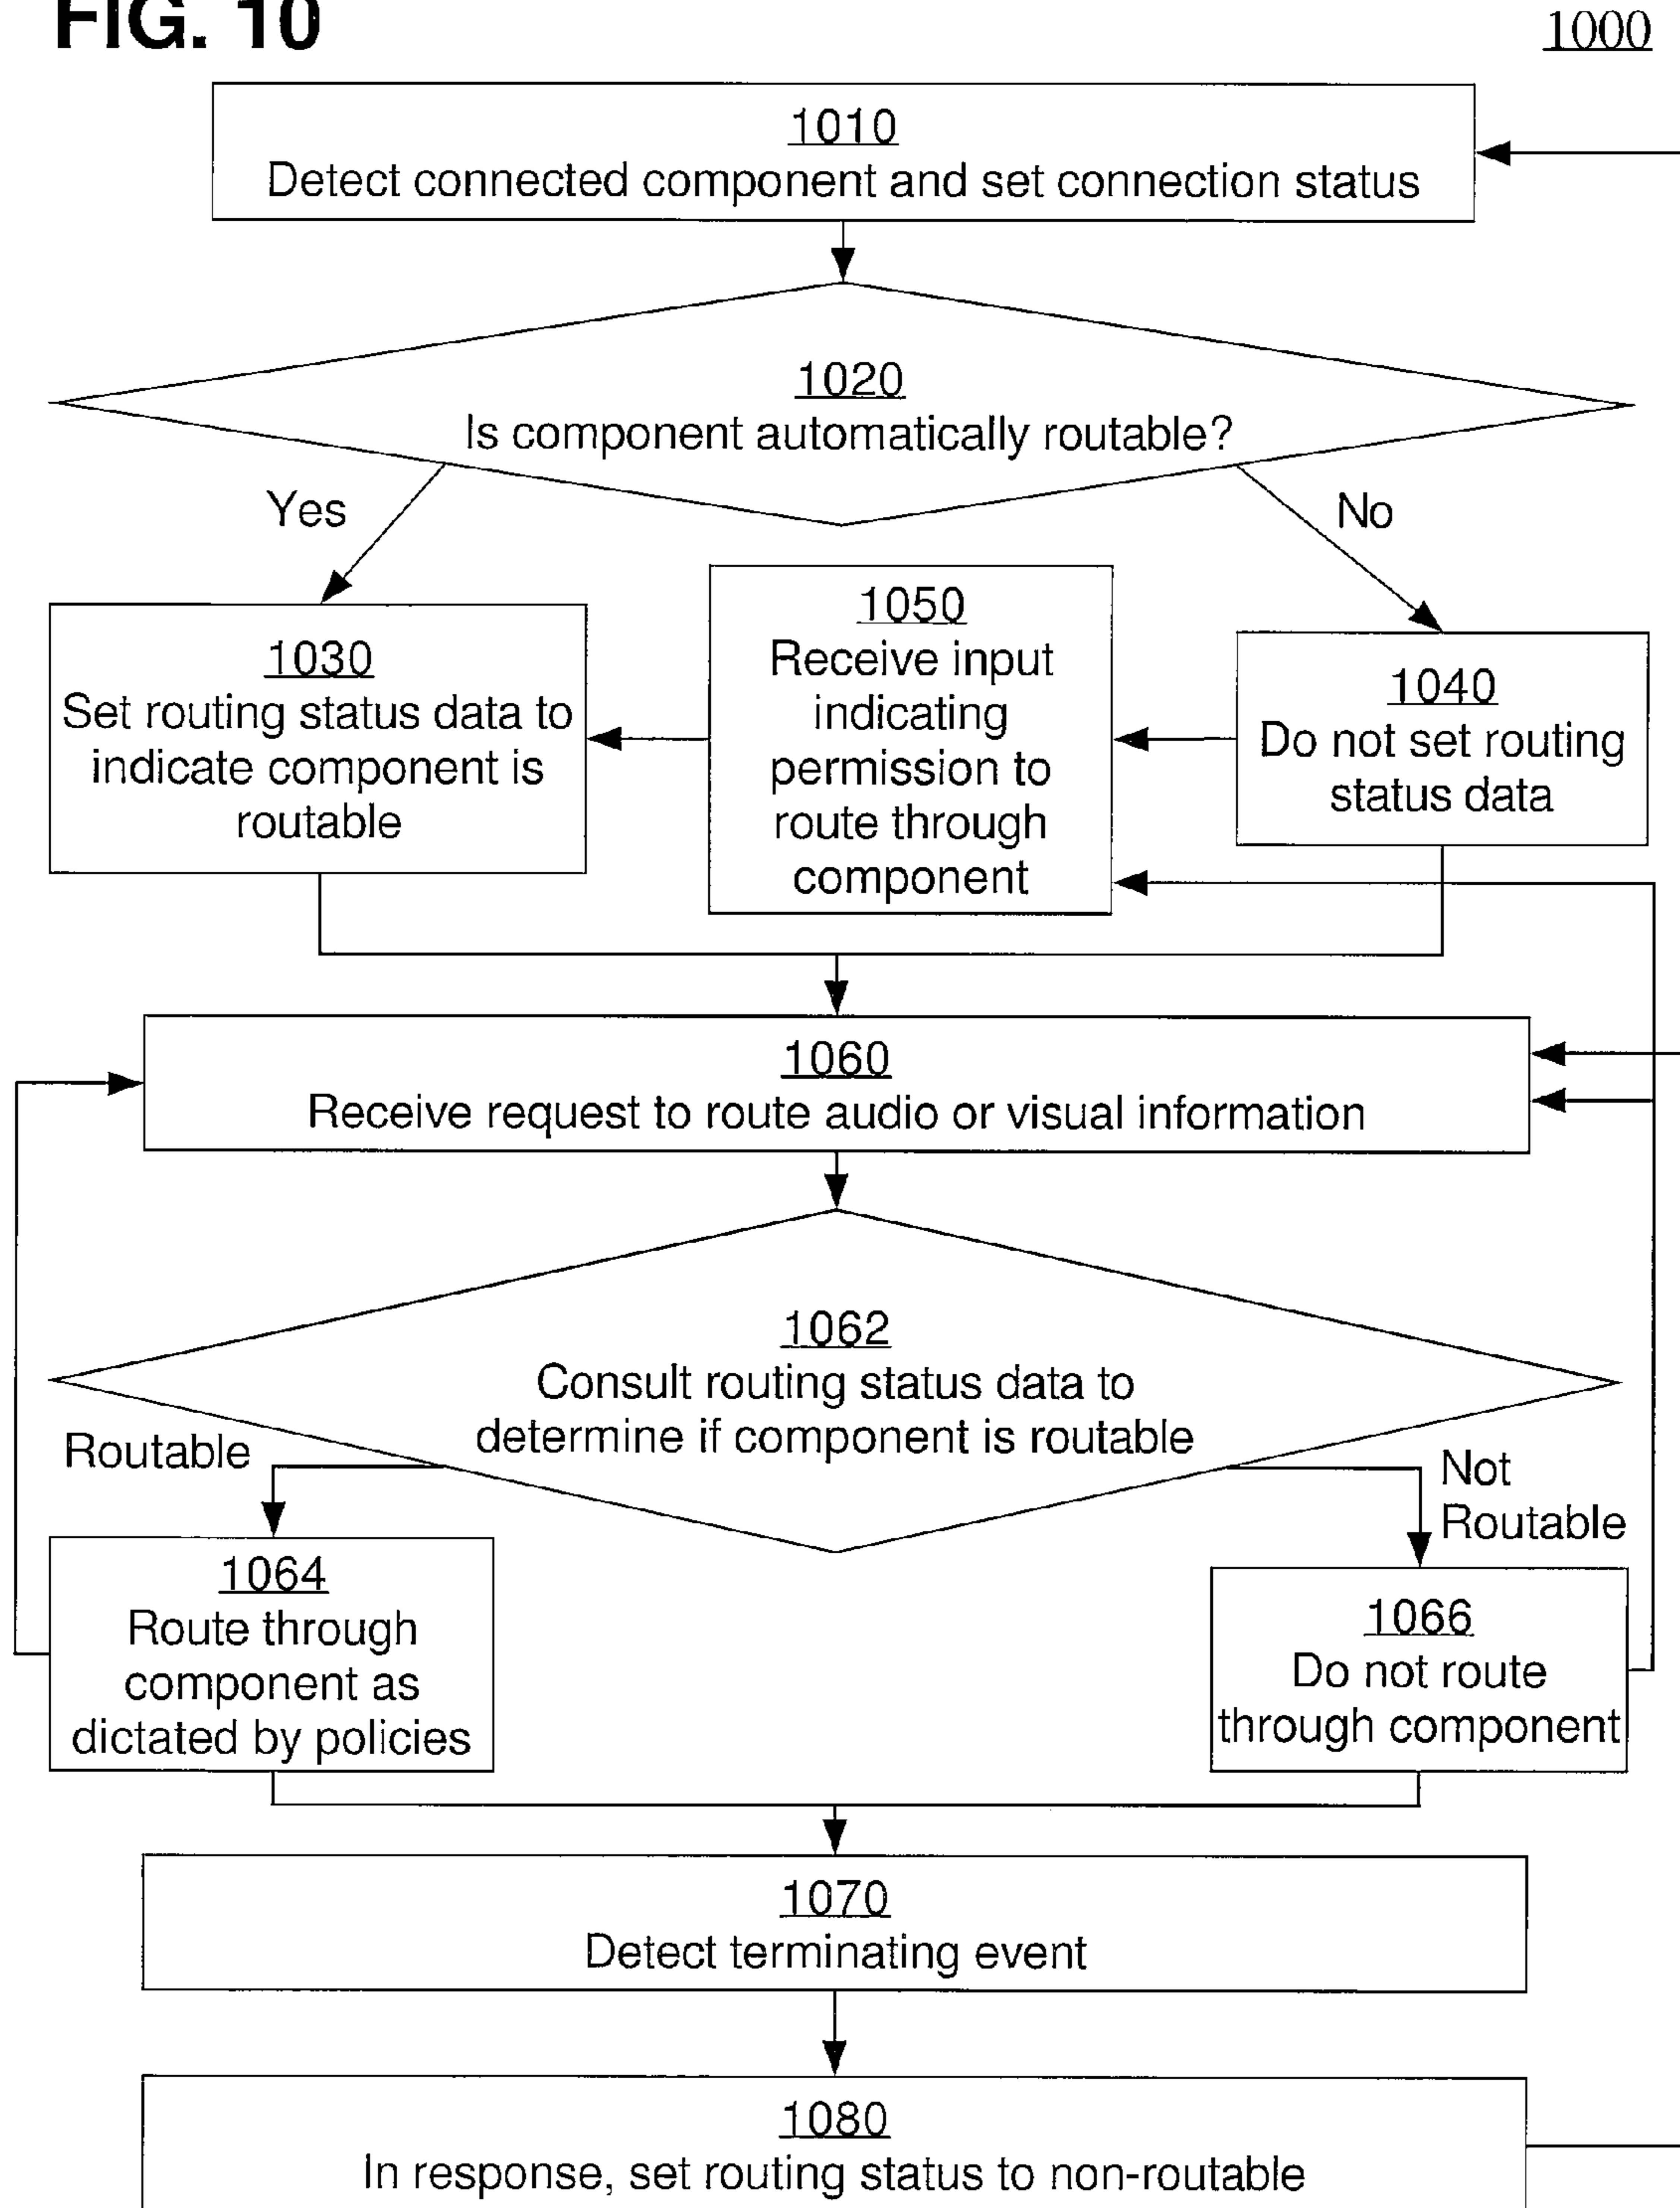 FIG. 10
1000
1010
Detect connected component and set connection status
1020
Is component automatically routable?
Yes
No
1030
Set routing status data to
indicate component is
routable
1050
Receive input
indicating
permission to
route through
component
1040
Do not set routing
status data
1060
Receive request to route audio or visual information
1062
Consult routing status data to
determine if component is routable
Routable
Not
Routable
1064
Route through
component as
dictated by policies
1066
Do not route
through component
1070
Detect terminating event
1080
In response, set routing status to non-routable